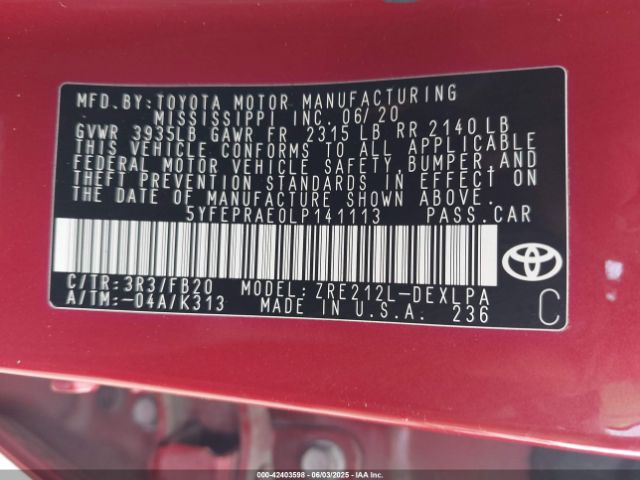 MFD.BY: TOYOTA MOTOR MANUFACTURING
MISSISSIPPI INC. 06/20
GVWR 3935LB GAWR FR 2315 LB RR 2140 LB
THIS VEHICLE CONFORMS TO ALL APPLICABLE
FEDERAL MOTOR VEHICLE SAFETY, BUMPER, AND
THEFT PREVENTION STANDARDS IN EFFECT ON
THE DATE OF MANUFACTURE SHOWN ABOVE.
5YFEPRAE0LP141113 PASS.CAR
C/TR: 3R3/FB20 MODEL: ZRE212L-DEXLPA
A/TM: -04A/K313 MADE IN U.S.A. 236
C
000-42403598 - 06/03/2025 - IAAI.COM